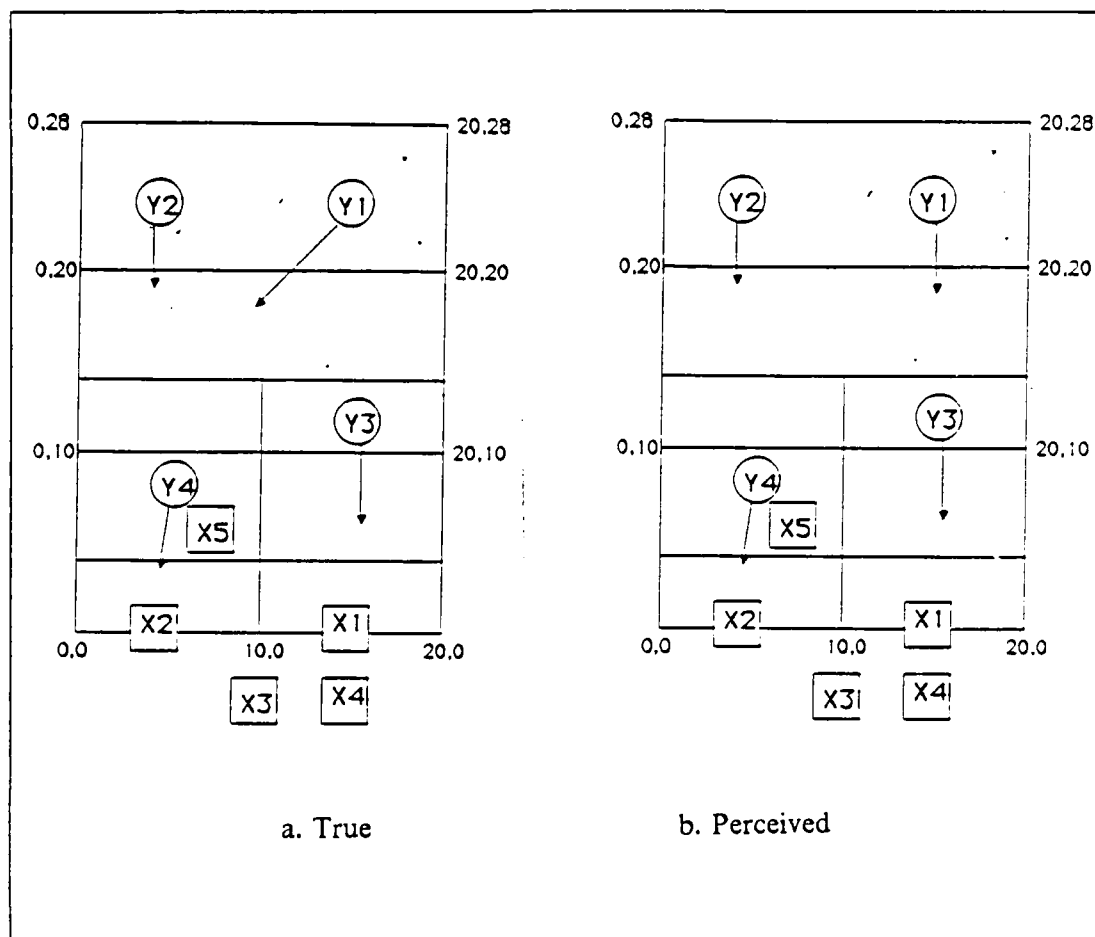 0,28 20,28 0,28 20,28
Y2 Y1 Y2 Y1
0,20 20,20 0,20 20,20
Y3 Y3
0,10 20,10 0,10 20,10
Y4 Y4
X5 X5
X2 X1 X2 X1
0,0 10,0 20,0 0,0 10,0 20,0
X3 X4 X3 X4
a. True b. Perceived